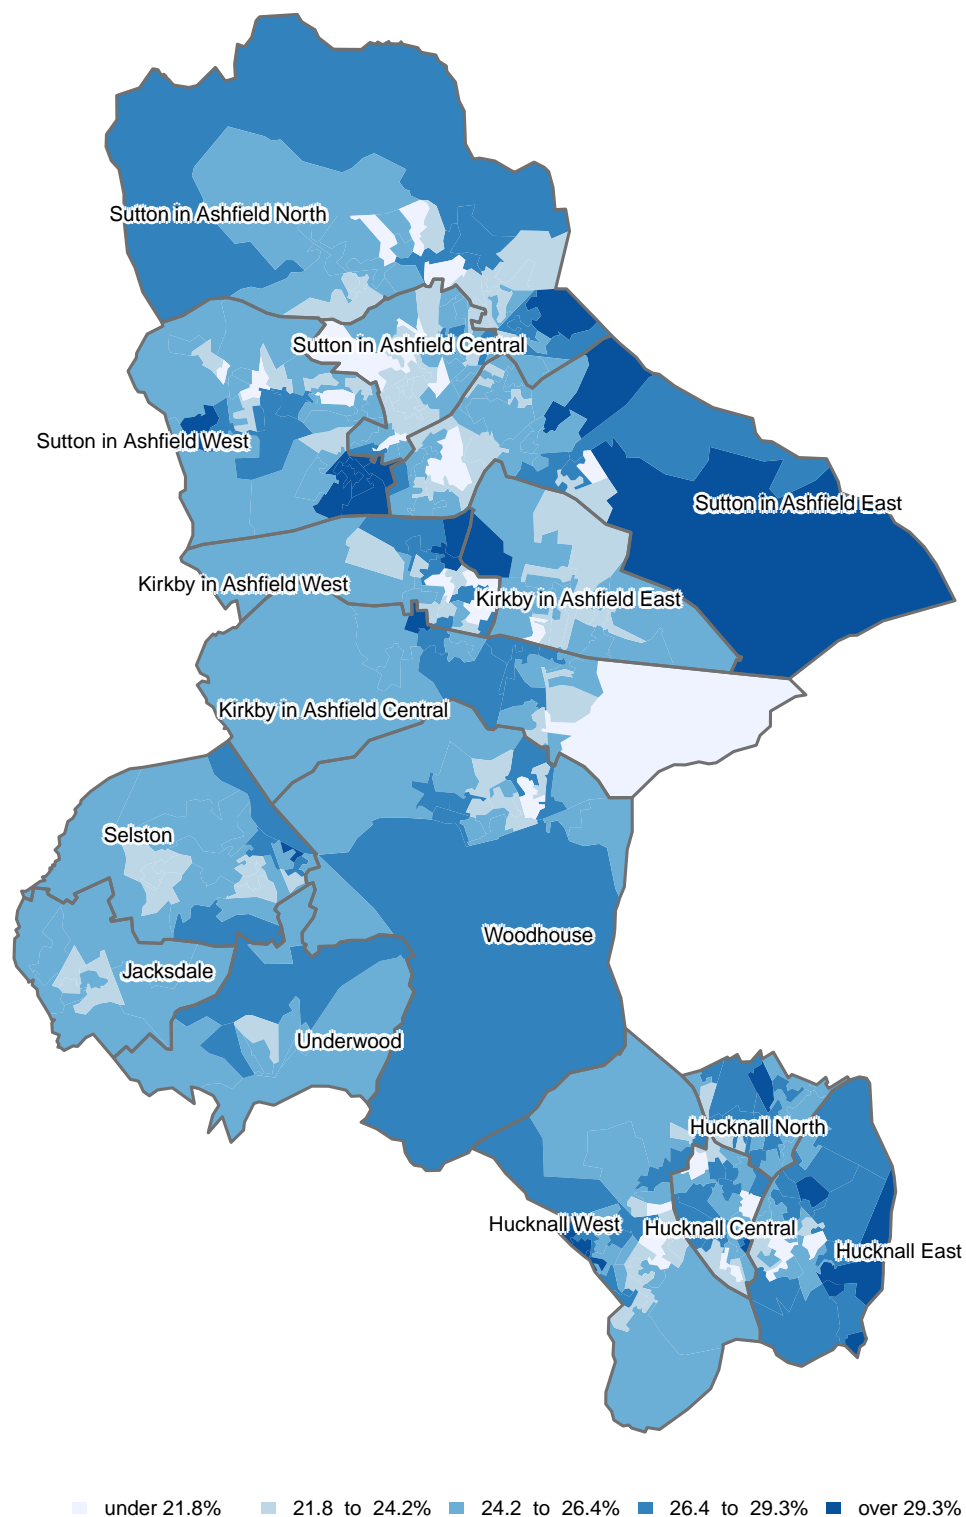 Sutton in Ashfield North
Sutton in Ashfield Central
Sutton in Ashfield West
Sutton in Ashfield East
Kirkby in Ashfield West
Kirkby in Ashfield East
Kirkby in Ashfield Central
Selston
Woodhouse
Jacksdale
Underwood
Hucknall North
Hucknall West
Hucknall Central
Hucknall East
under 21.8% 21.8 to 24.2% 24.2 to 26.4% 26.4 to 29.3% over 29.3%